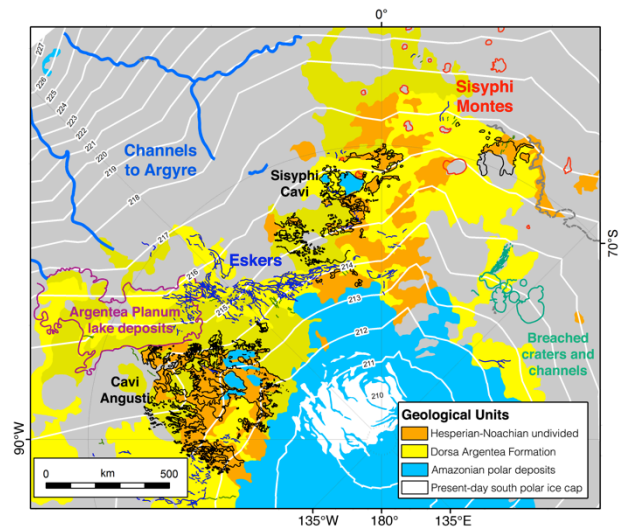 0°
227
226
225
224
223
222
221
220
219
218
217
216
215
214
213
212
211
210
Sisyphi
Montes
Channels
to Argyre
Sisyphi
Cavi
70°S
Eskers
Argentea Planum
lake deposits
Breached
craters and
channels
Cavi
Angusti
90°W
Geological Units
Hesperian-Noachian undivided
Dorsa Argentea Formation
Amazonian polar deposits
Present-day south polar ice cap
0 km 500
135°W 180° 135°E